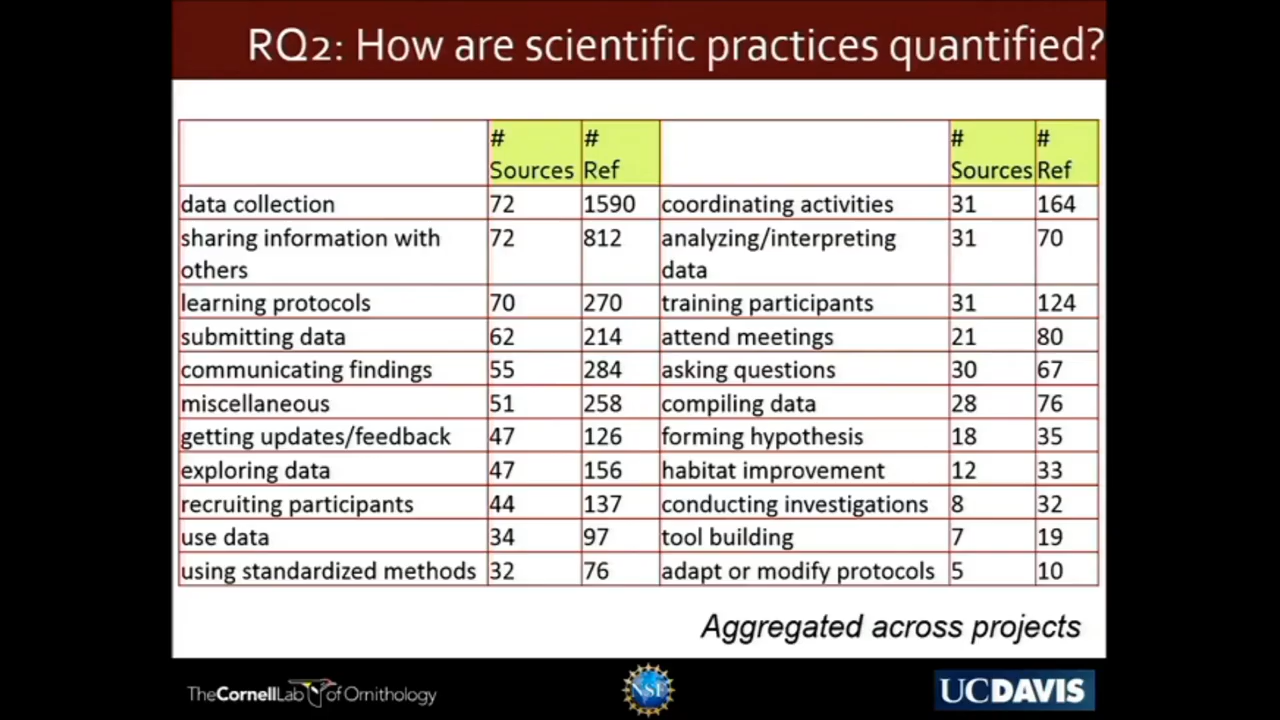 RQ2: How are scientific practices quantified?
# Sources # Ref # Sources # Ref
data collection 72 1590 coordinating activities 31 164
sharing information with others 72 812 analyzing/interpreting data 31 70
learning protocols 70 270 training participants 31 124
submitting data 62 214 attend meetings 21 80
communicating findings 55 284 asking questions 30 67
miscellaneous 51 258 compiling data 28 76
getting updates/feedback 47 126 forming hypothesis 18 35
exploring data 47 156 habitat improvement 12 33
recruiting participants 44 137 conducting investigations 8 32
use data 34 97 tool building 7 19
using standardized methods 32 76 adapt or modify protocols 5 10
Aggregated across projects
TheCornellLab of Ornithology NSF UCDAVIS